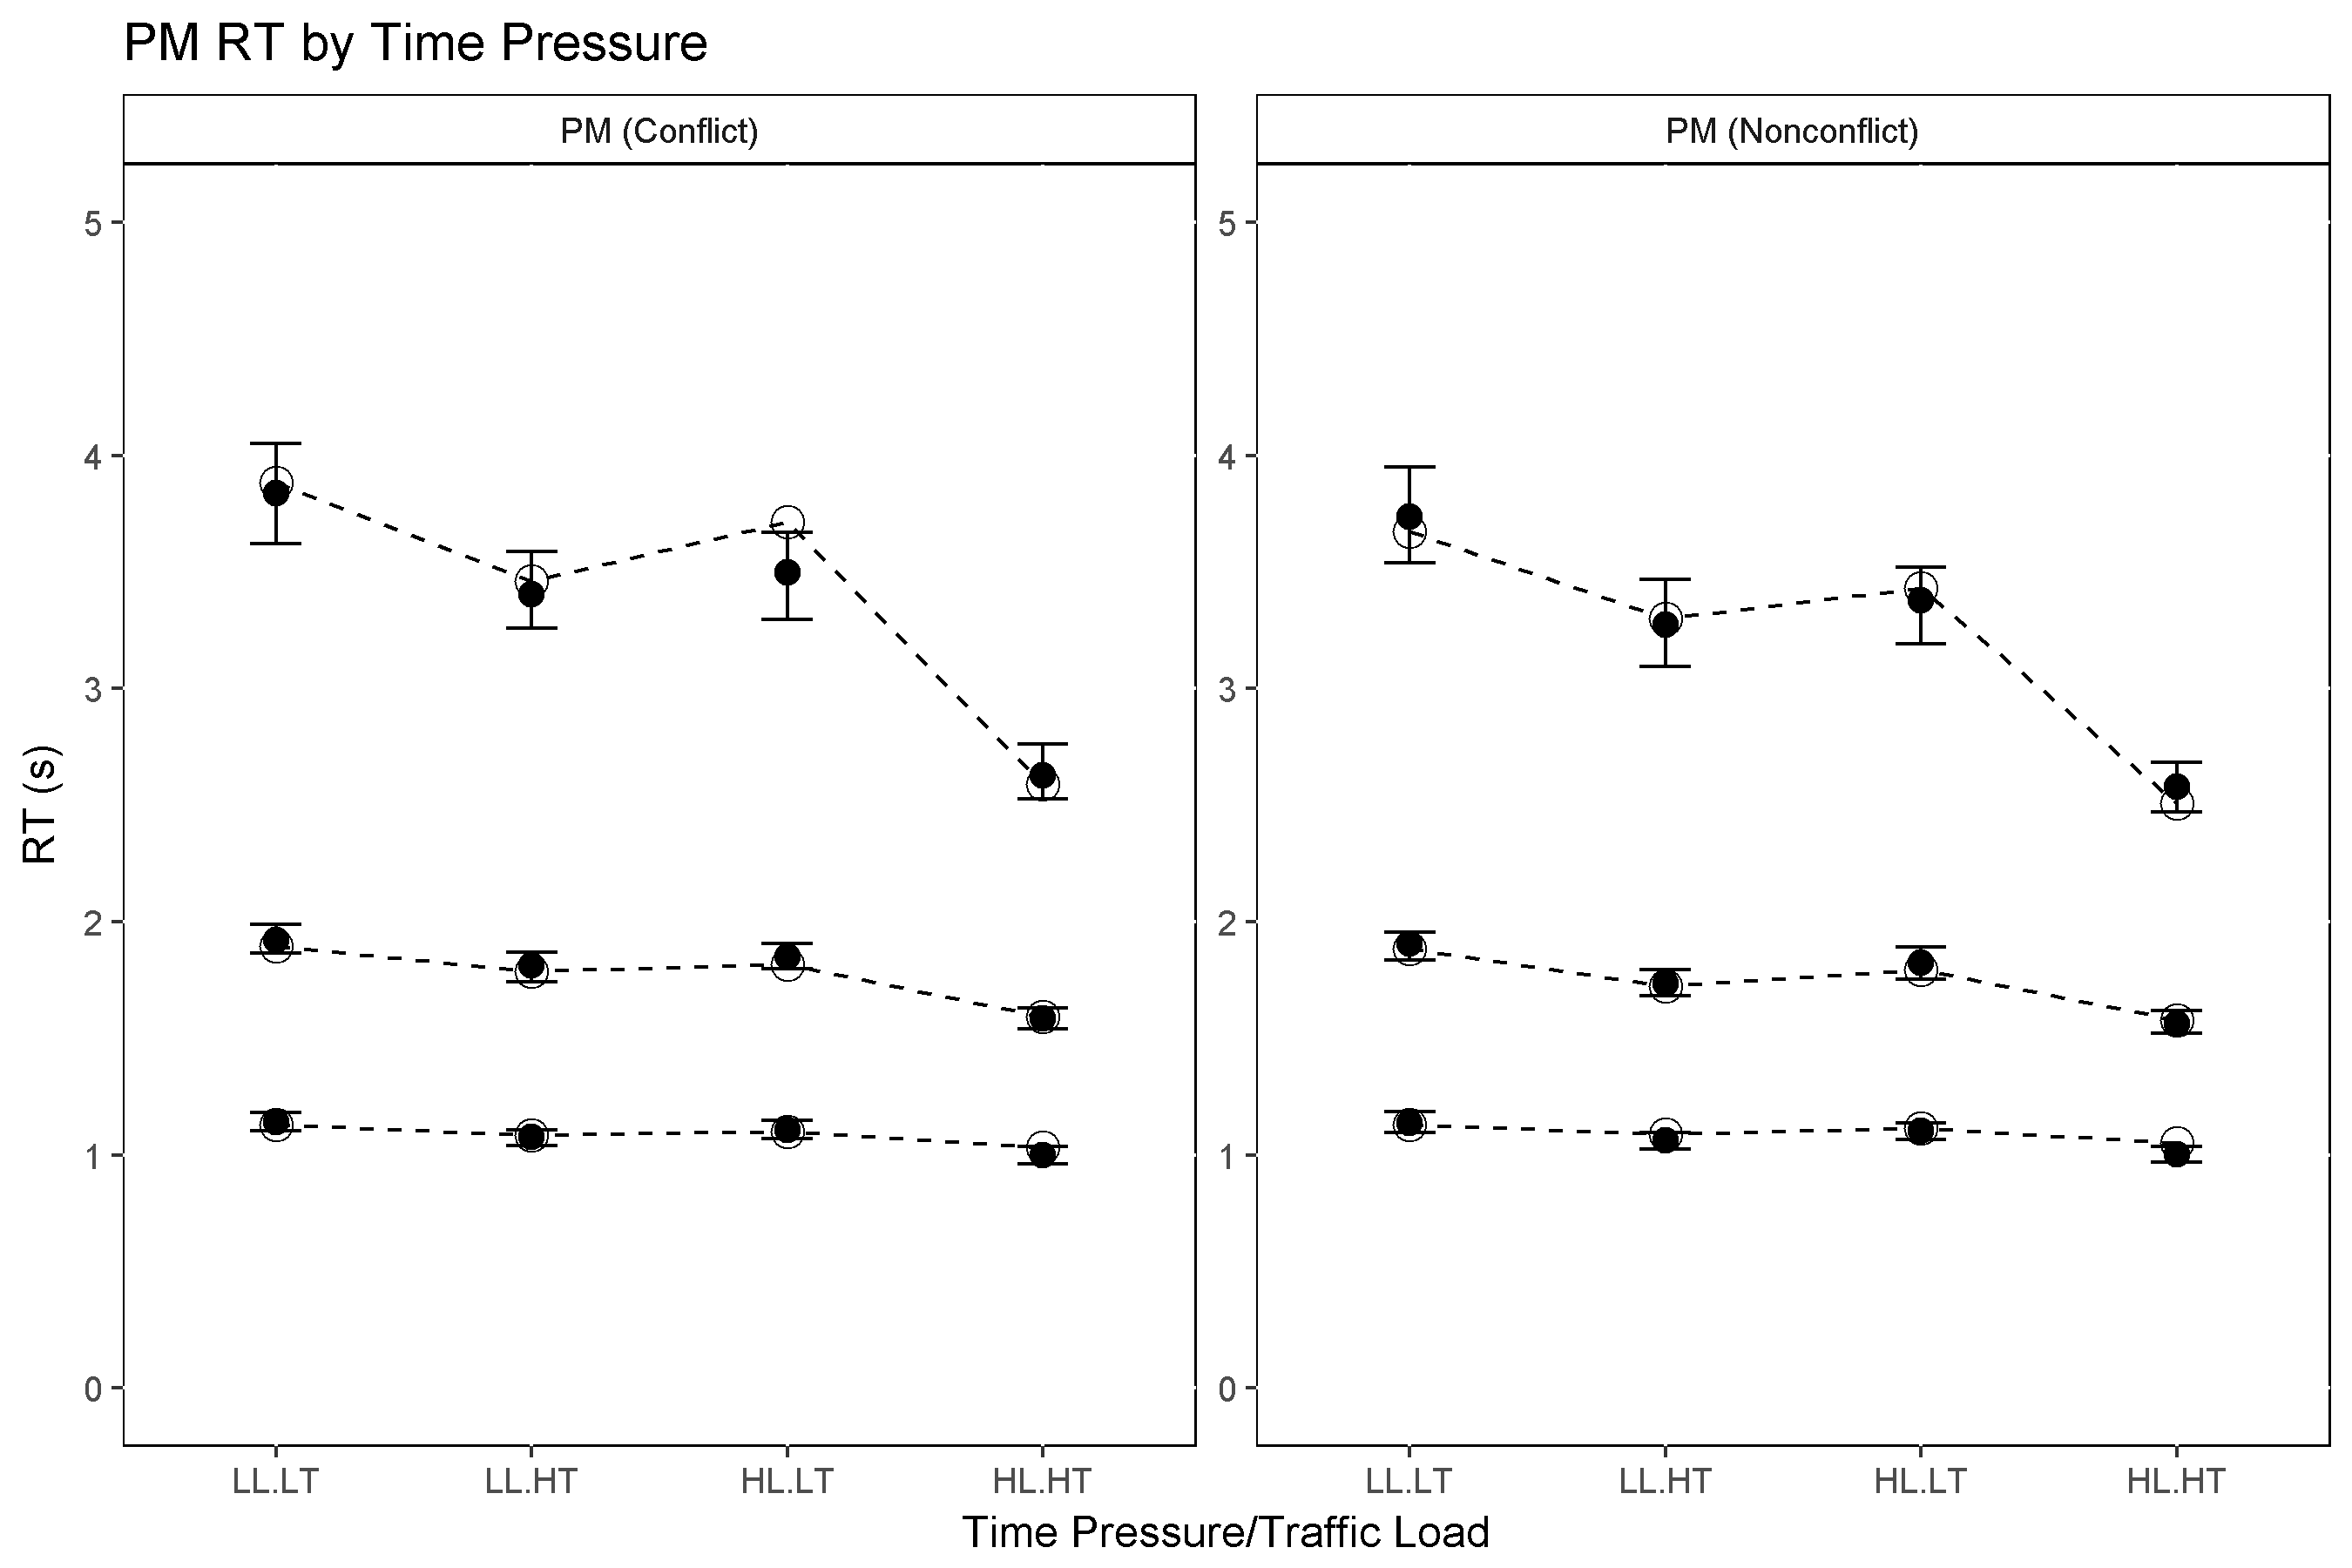 PM RT by Time Pressure
PM (Conflict)
PM (Nonconflict)
RT (s)
5
4
3
2
1
0
5
4
3
2
1
0
LL.LT LL.HT HL.LT HL.HT
LL.LT LL.HT HL.LT HL.HT
Time Pressure/Traffic Load